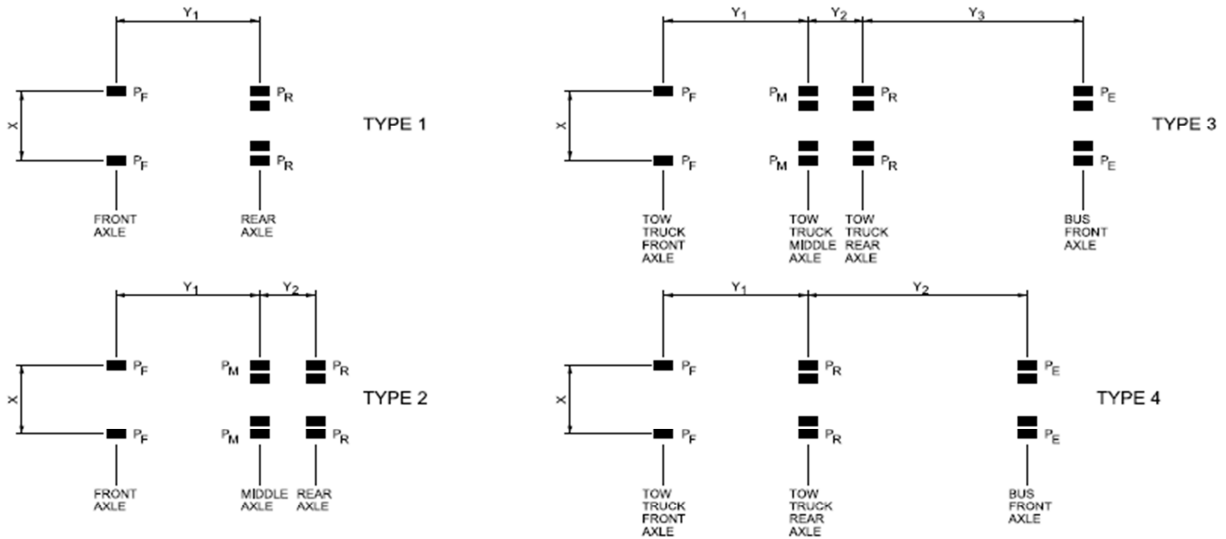 Y1
X
PF
PR
PF
PR
TYPE 1
FRONT
AXLE
REAR
AXLE
Y1
Y2
Y3
X
PF
PM
PR
PE
PF
PM
PR
PE
TYPE 3
TOW
TRUCK
FRONT
AXLE
TOW
TRUCK
MIDDLE
AXLE
TOW
TRUCK
REAR
AXLE
BUS
FRONT
AXLE
Y1
Y2
X
PF
PM
PR
PF
PM
PR
TYPE 2
FRONT
AXLE
MIDDLE
AXLE
REAR
AXLE
Y1
Y2
X
PF
PR
PE
PF
PR
PE
TYPE 4
TOW
TRUCK
FRONT
AXLE
TOW
TRUCK
REAR
AXLE
BUS
FRONT
AXLE